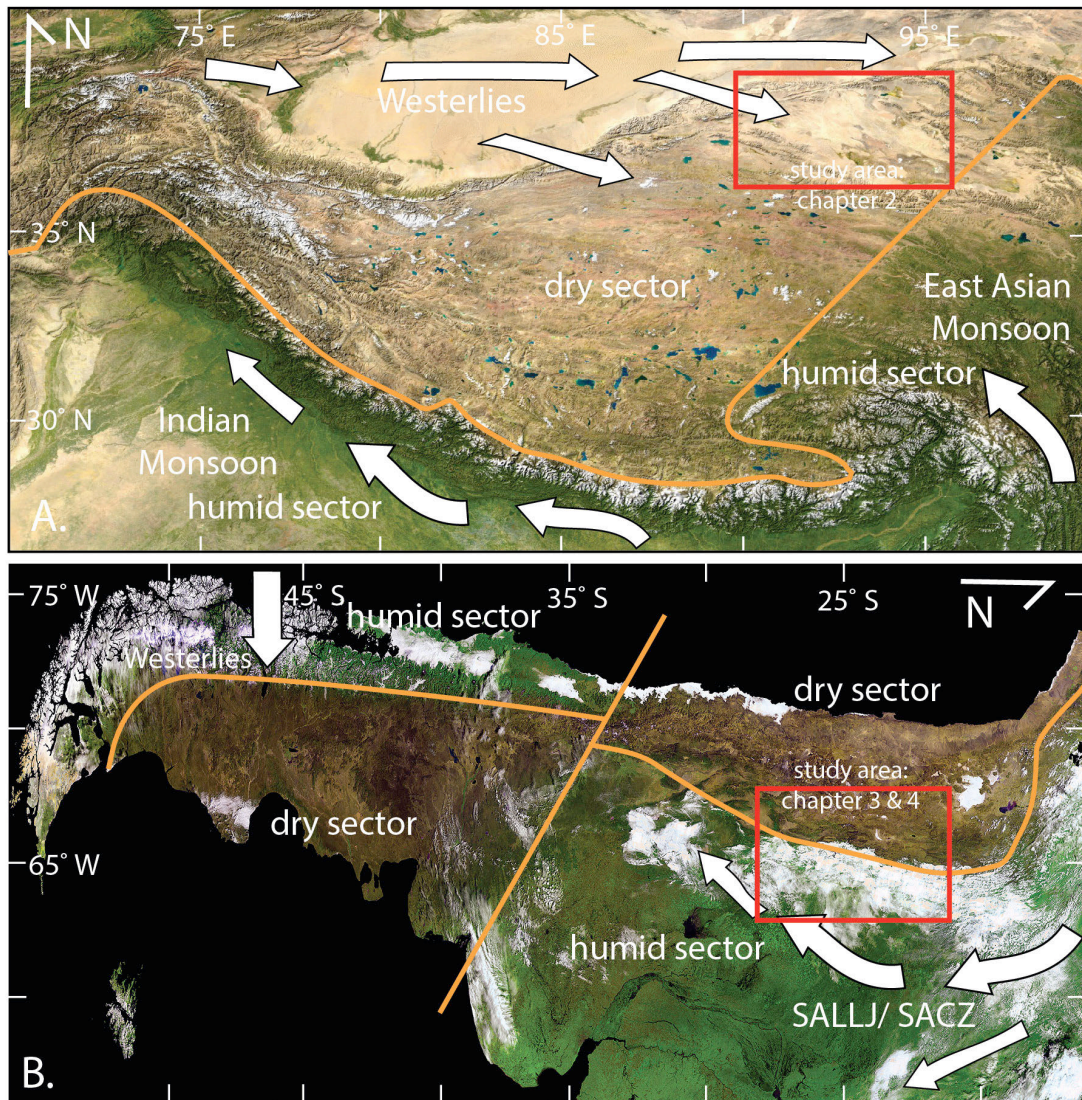 N
75° E
85° E
95° E
Westerlies
study area:
chapter 2
35° N
dry sector
East Asian
Monsoon
humid sector
30° N
Indian
Monsoon
humid sector
A.
75° W
45° S
humid sector
35° S
25° S
N
Westerlies
dry sector
study area:
chapter 3 & 4
dry sector
65° W
humid sector
SALLJ/ SACZ
B.